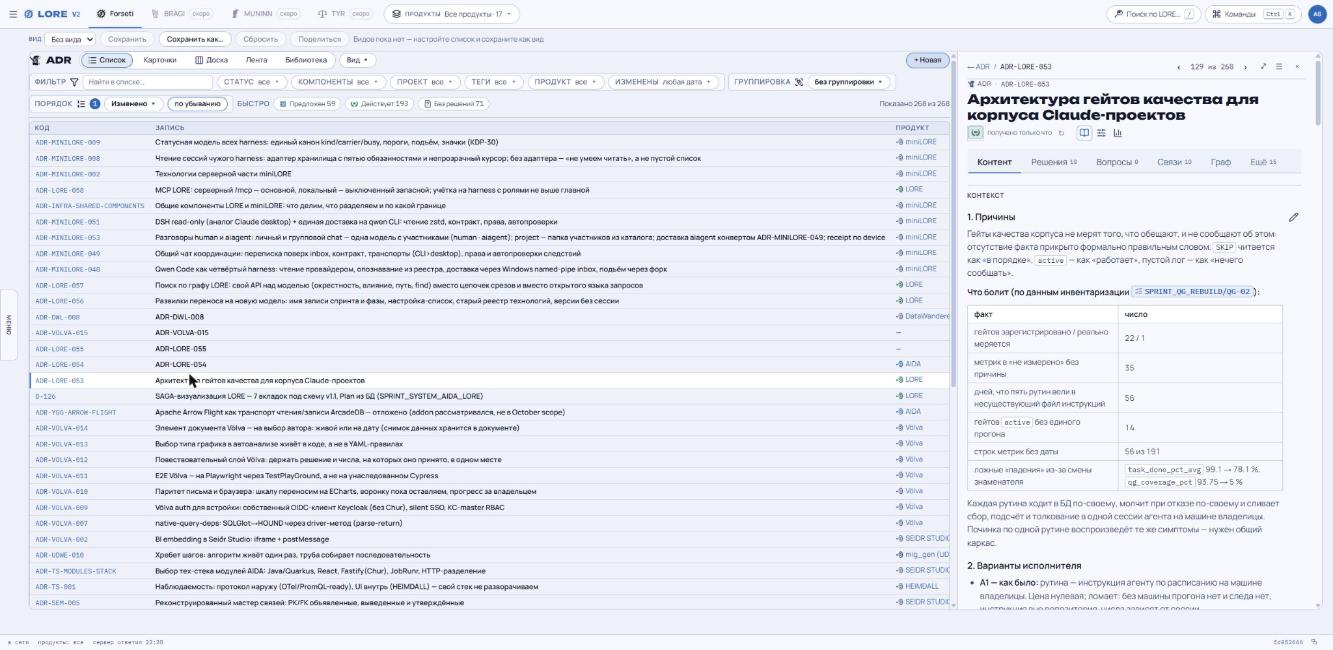 LORE V2 Forseti BRAGI скоро MUNINN скоро TYR скоро ПРОДУКТЫ Все продукты · 17 Поиск по LORE... / Команды Ctrl K
ВИД Без вида Сохранить Сохранить как... Сбросить Поделиться Видов пока нет — настройте список и сохраните как вид
ADR Список Карточки Доска Лента Библиотека Вид + Новая
ФИЛЬТР Найти в списке... СТАТУС все КОМПОНЕНТЫ все ПРОЕКТ все ТЕГИ все ПРОДУКТ все ИЗМЕНЕНЫ любая дата ГРУППИРОВКА без группировки
ПОРЯДОК 1 Изменено по убыванию БЫСТРО Предложен 59 Действует 193 Без решений 71 Показано 268 из 268
КОД ЗАПИСЬ ПРОДУКТ
ADR-MINILORE-009 Статусная модель всех harness: единый канон kind/carrier/busy, пороги, подъём, значки (KDP-30) miniLORE
ADR-MINILORE-008 Чтение сессий чужого harness: адаптер хранилища с пятью обязанностями и непрозрачный курсор; без адаптера — «не умеем читать», а не пустой список miniLORE
ADR-MINILORE-002 Технологии серверной части miniLORE miniLORE
ADR-LORE-058 MCP LORE: серверный /mcp — основной, локальный — выключенный запасной; учётка на harness с ролями не выше главной LORE
ADR-INFRA-SHARED-COMPONENTS Общие компоненты LORE и miniLORE: что делим, что разделяем и по какой границе miniLORE
ADR-MINILORE-051 DSH read-only (аналог Claude desktop) + единая доставка на qwen CLI: чтение zstd, контракт, права, автопроверки miniLORE
ADR-MINILORE-053 Разговоры human и aiagent: личный и групповой chat — одна модель с участниками (human · aiagent); project — папка участников из каталога; доставка aiagent конвертом ADR-MINILORE-049; receipt по device miniLORE
ADR-MINILORE-049 Общий чат координации: переписка поверх inbox, контракт, транспорты (CLI>desktop), права и автопроверки следствий miniLORE
ADR-MINILORE-048 Qwen Code как четвёртый harness: чтение провайдером, опознавание из реестра, доставка через Windows named-pipe inbox, подъём через форк miniLORE
ADR-LORE-057 Поиск по графу LORE: свой API над моделью (окрестность, влияние, путь, find) вместо цепочек срезов и вместо открытого языка запросов LORE
ADR-LORE-056 Развилки переноса на новую модель: имя записи спринта и фазы, настройка-список, старый реестр технологий, версии без сессии LORE
ADR-DWL-008 ADR-DWL-008 DataWandere
ADR-VOLVA-015 ADR-VOLVA-015 —
ADR-LORE-055 ADR-LORE-055 —
ADR-LORE-054 ADR-LORE-054 AIDA
ADR-LORE-053 Архитектура гейтов качества для корпуса Claude-проектов LORE
D-126 SAGA-визуализация LORE — 7 вкладок под схему v1.1, Plan из БД (SPRINT_SYSTEM_AIDA_LORE) LORE
ADR-YGG-ARROW-FLIGHT Apache Arrow Flight как транспорт чтения/записи ArcadeDB — отложено (addon рассматривался, не в October scope) AIDA
ADR-VOLVA-014 Элемент документа Völva — на выбор автора: живой или на дату (снимок данных хранится в документе) Völva
ADR-VOLVA-013 Выбор типа графика в автоанализе живёт в коде, а не в YAML-правилах Völva
ADR-VOLVA-012 Повествовательный слой Völva: держать решение и числа, на которых оно принято, в одном месте Völva
ADR-VOLVA-011 E2E Völva — на Playwright через TestPlayGround, а не на унаследованном Cypress Völva
ADR-VOLVA-010 Паритет письма и браузера: шкалу переносим на ECharts, воронку пока оставляем, прогресс за владельцем Völva
ADR-VOLVA-009 Völva auth для встройки: собственный OIDC-клиент Keycloak (без Chur), silent SSO, KC-master RBAC Völva
ADR-VOLVA-007 native-query-deps: SQLGlot→HOUND через driver-метод (parse-return) Völva
ADR-VOLVA-002 BI embedding в Seiðr Studio: iframe + postMessage SEIDR STUDIO
ADR-UDWE-010 Хребет шагов: алгоритм живёт один раз, труба собирает последовательность mig_gen (UD
ADR-TS-MODULES-STACK Выбор тех-стека модулей AIDA: Java/Quarkus, React, Fastify(Chur), JobRunr, HTTP-разделение SEIDR STUDIO
ADR-TS-001 Наблюдаемость: протокол наружу (OTel/PromQL-ready), UI внутрь (HEIMDALL) — свой стек не разворачиваем HEIMDALL
ADR-SEM-005 Реконструированный мастер связей: PK/FK объявленные, выведенные и утверждённые SEIDR STUDIO
МЕНЮ
← ADR / ADR-LORE-053 129 из 268
ADR · ADR-LORE-053
Архитектура гейтов качества для
корпуса Claude-проектов
получено только что
Контент Решения 10 Вопросы 0 Связи 10 Граф Ещё 15
КОНТЕКСТ
1. Причины
Гейты качества корпуса не мерят того, что обещают, и не сообщают об этом:
отсутствие факта прикрыто формально правильным словом. SKIP читается
как «в порядке», active — как «работает», пустой лог — как «нечего
сообщать».
Что болит (по данным инвентаризации SPRINT_QG_REBUILD/QG-02):
факт число
гейтов зарегистрировано / реально
меряется 22 / 1
метрик в «не измерено» без
причины 35
дней, что пять рутин вели в
несуществующий файл инструкций 56
гейтов active без единого
прогона 14
строк метрик без даты 56 из 191
ложные «падения» из-за смены
знаменателя task_done_pct_avg 99.1 → 78.1 %,
qg_coverage_pct 93.75 → 5 %
Каждая рутина ходит в БД по-своему, молчит при отказе по-своему и сливает
сбор, подсчёт и толкование в одной сессии агента на машине владелицы.
Починка по одной рутине воспроизведёт те же симптомы — нужен общий
каркас.
2. Варианты исполнителя
A1 — как было: рутина — инструкция агенту по расписанию на машине
владелицы. Цена нулевая; ломает: без машины прогона нет и следа нет,
в сети продукты: все сервер ответил 22:20